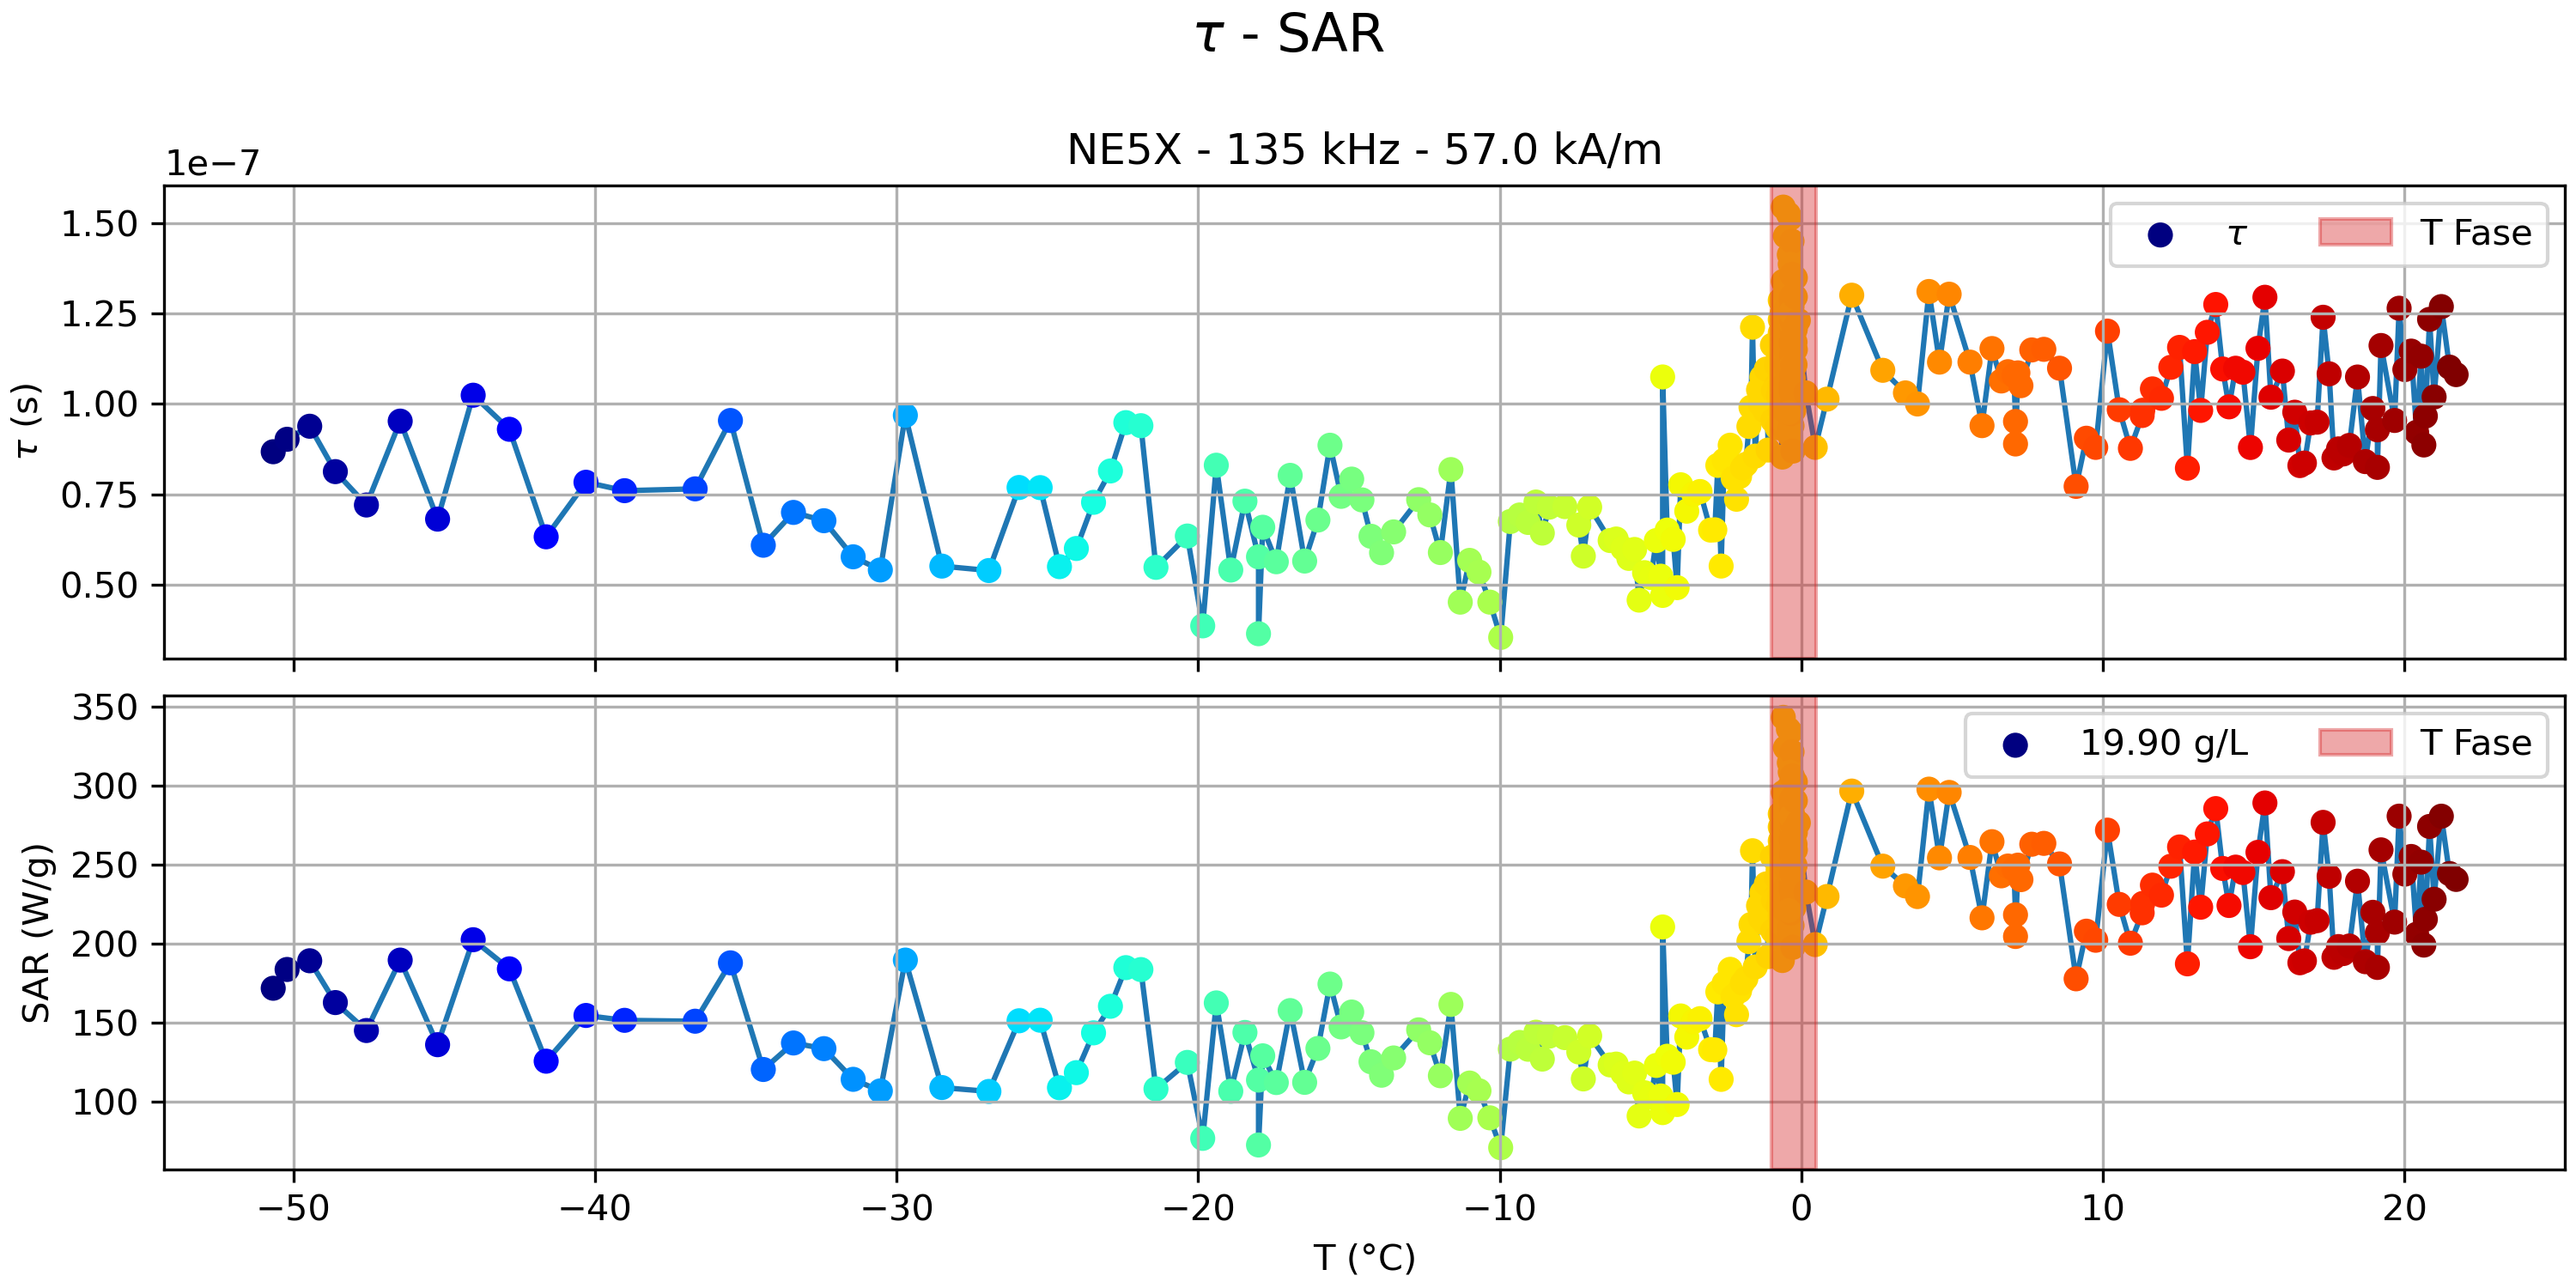 τ - SAR
NE5X - 135 kHz - 57.0 kA/m
1e−7
1.50
1.25
1.00
0.75
0.50
τ (s)
τ T Fase
350
300
250
200
150
100
SAR (W/g)
19.90 g/L T Fase
−50 −40 −30 −20 −10 0 10 20
T (°C)